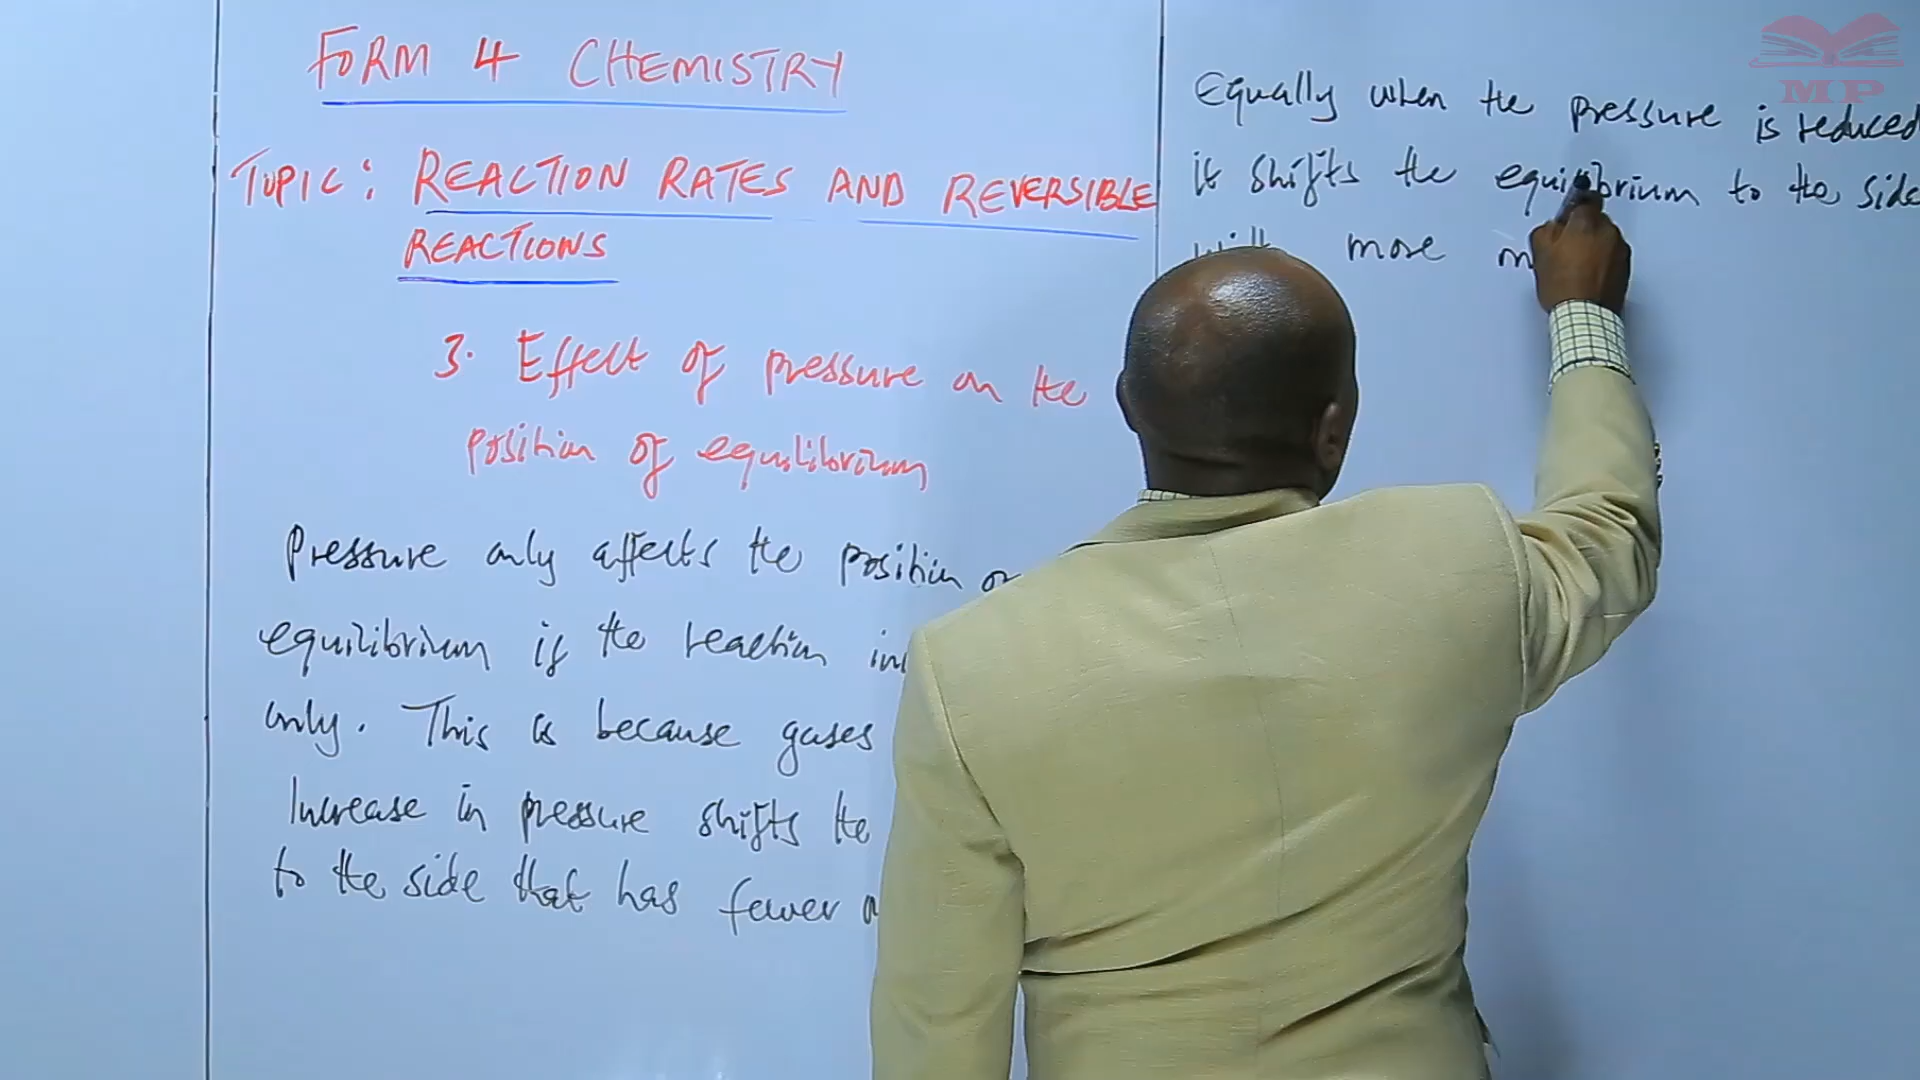 FORM 4 CHEMISTRY
TOPIC: REACTION RATES AND REVERSIBLE
REACTIONS
3. Effect of pressure on the
position of equilibrium
Pressure only affects the position
equilibrium if the reaction
only. This is because gases
Increase in pressure shifts the
to the side that has fewer
Equally when the pressure is reduced
it shifts the equilibrium to the side
with more
MP